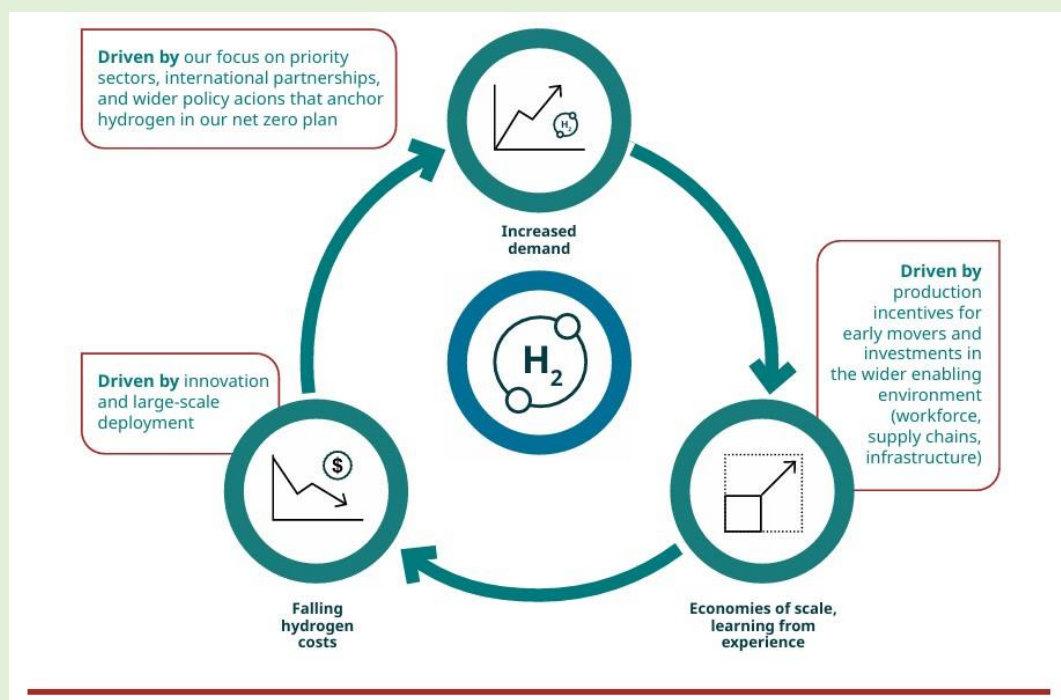 Driven by our focus on priority
sectors, international partnerships,
and wider policy acions that anchor
hydrogen in our net zero plan
H₂
Increased
demand
Driven by
production
incentives for
early movers and
investments in
the wider enabling
environment
(workforce,
supply chains,
infrastructure)
H₂
Driven by innovation
and large-scale
deployment
$
Falling
hydrogen
costs
Economies of scale,
learning from
experience